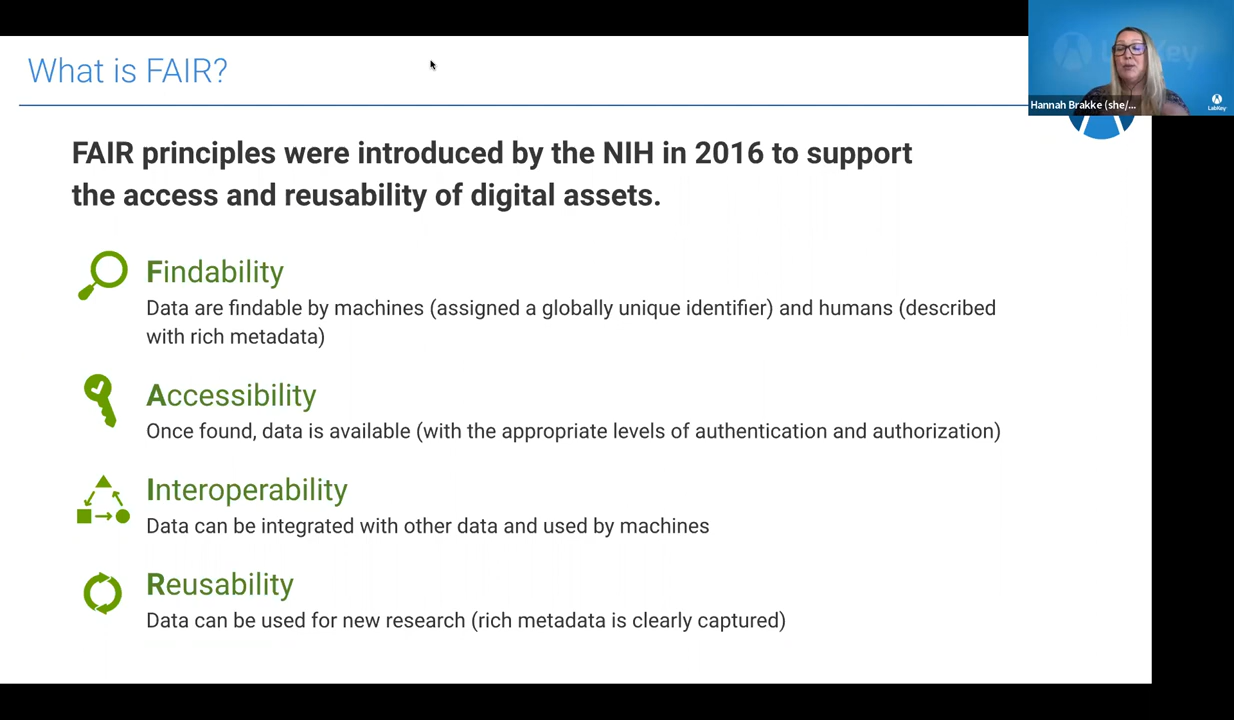 What is FAIR?
LabKey
Hannah Brakke (she/...
LabKey
FAIR principles were introduced by the NIH in 2016 to support
the access and reusability of digital assets.
Findability
Data are findable by machines (assigned a globally unique identifier) and humans (described
with rich metadata)
Accessibility
Once found, data is available (with the appropriate levels of authentication and authorization)
Interoperability
Data can be integrated with other data and used by machines
Reusability
Data can be used for new research (rich metadata is clearly captured)